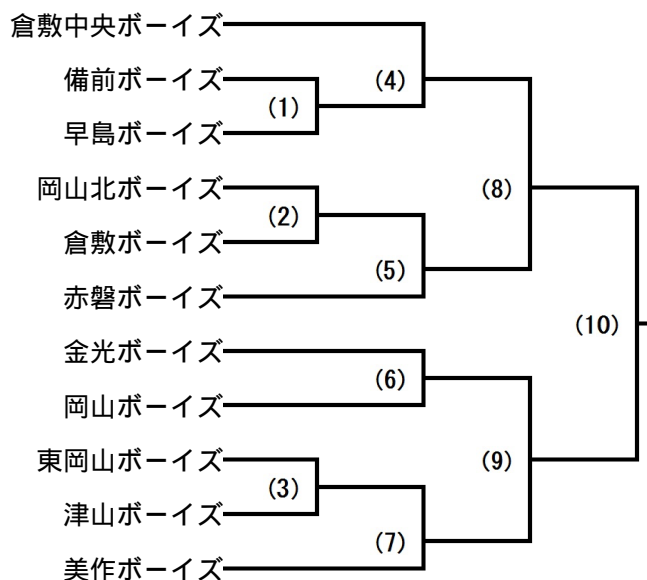 倉敷中央ボーイズ
備前ボーイズ
早島ボーイズ
岡山北ボーイズ
倉敷ボーイズ
赤磐ボーイズ
金光ボーイズ
岡山ボーイズ
東岡山ボーイズ
津山ボーイズ
美作ボーイズ
(1)
(2)
(3)
(4)
(5)
(6)
(7)
(8)
(9)
(10)